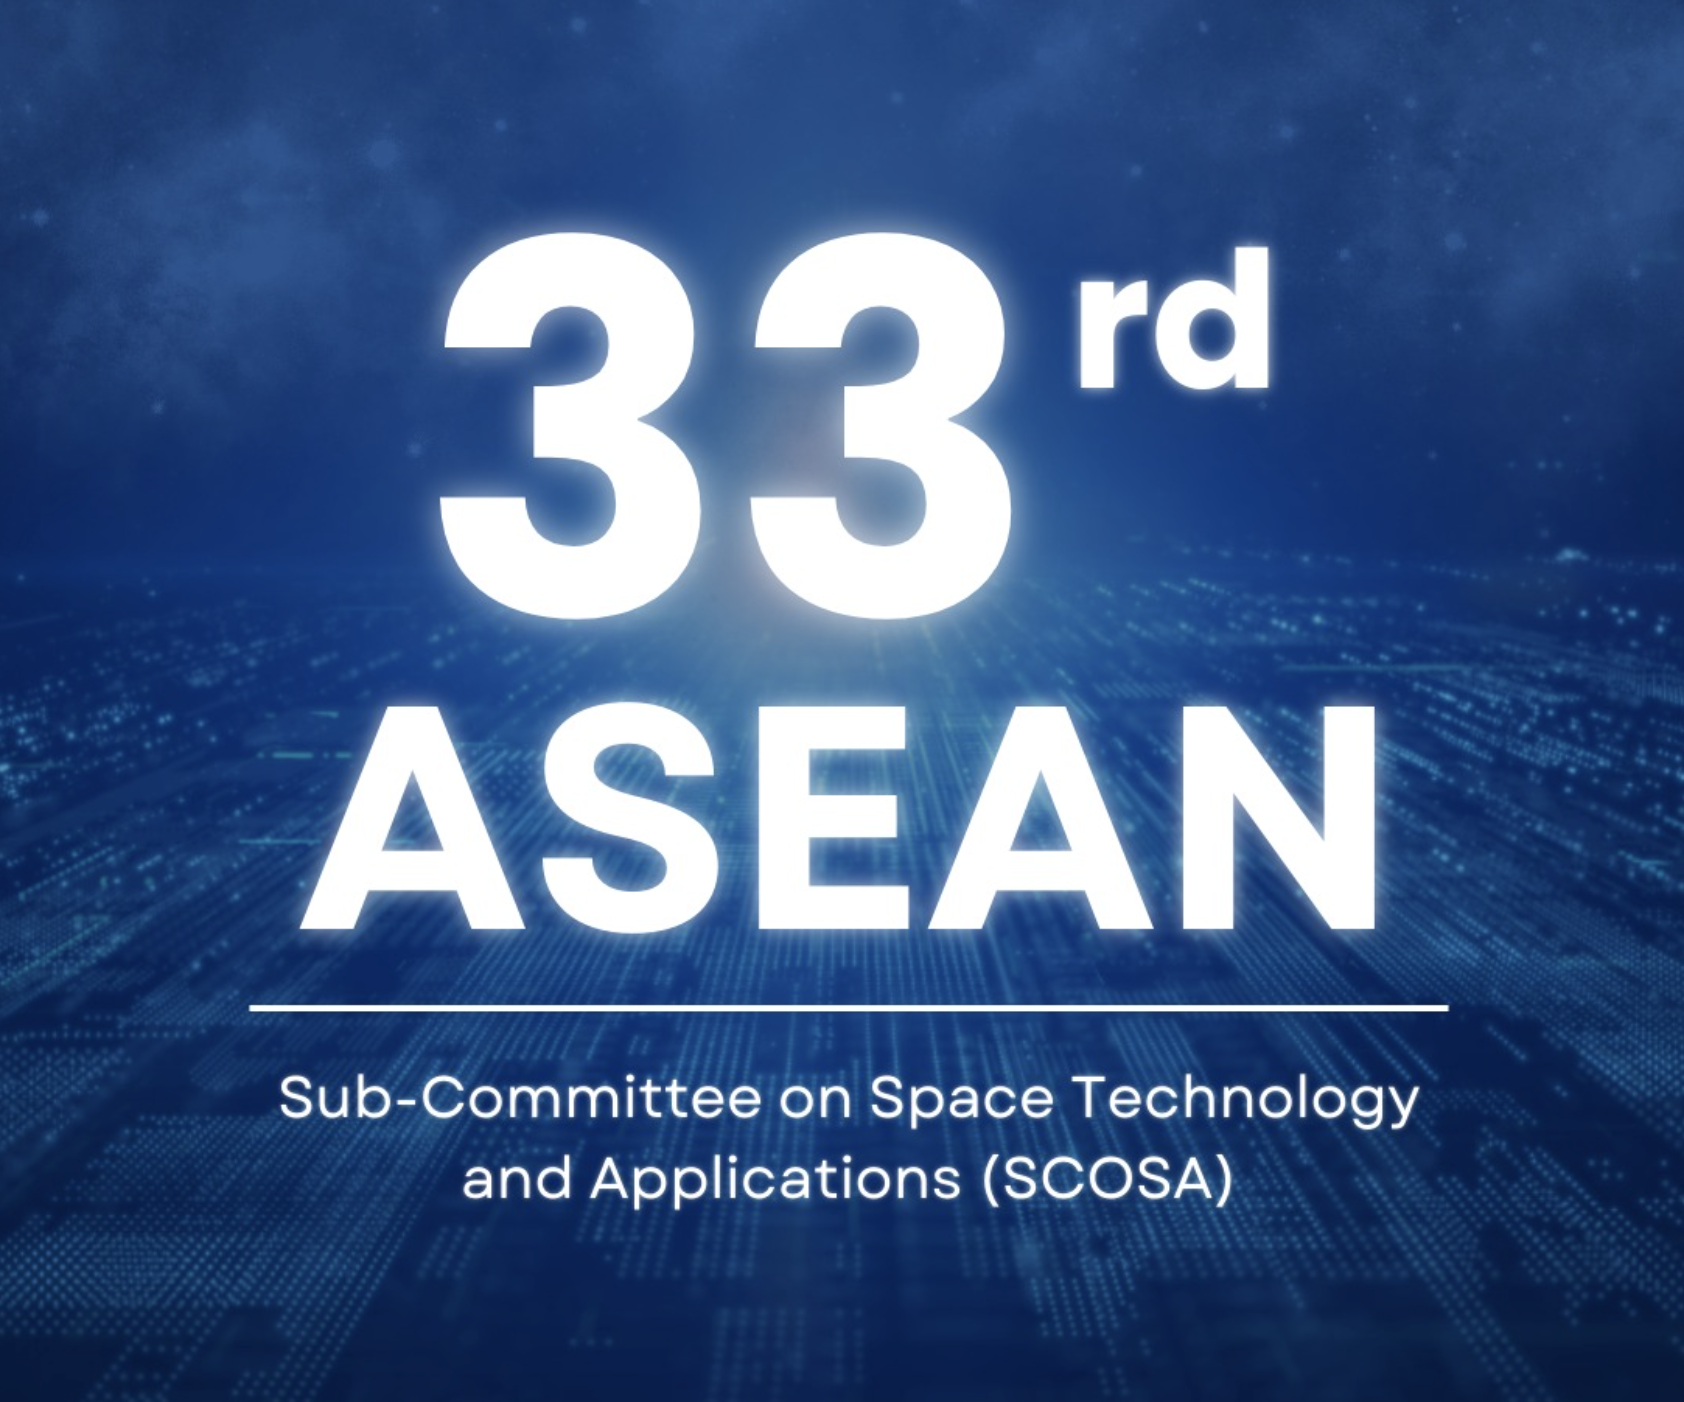 33rd
ASEAN
Sub-Committee on Space Technology
and Applications (SCOSA)